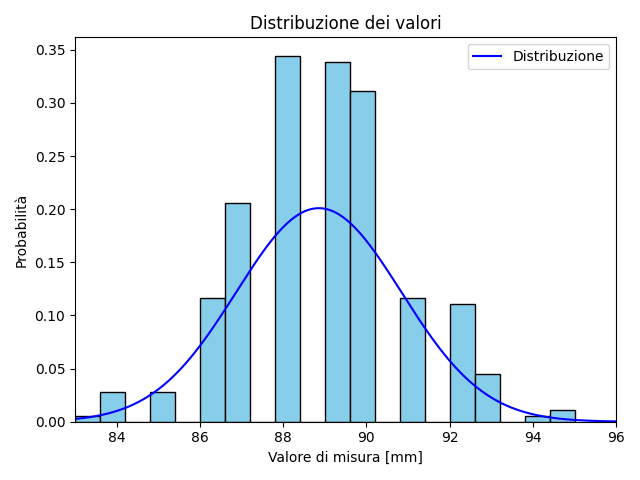 Distribuzione dei valori
Distribuzione
Probabilità
0.35
0.30
0.25
0.20
0.15
0.10
0.05
0.00
84 86 88 90 92 94 96
Valore di misura [mm]